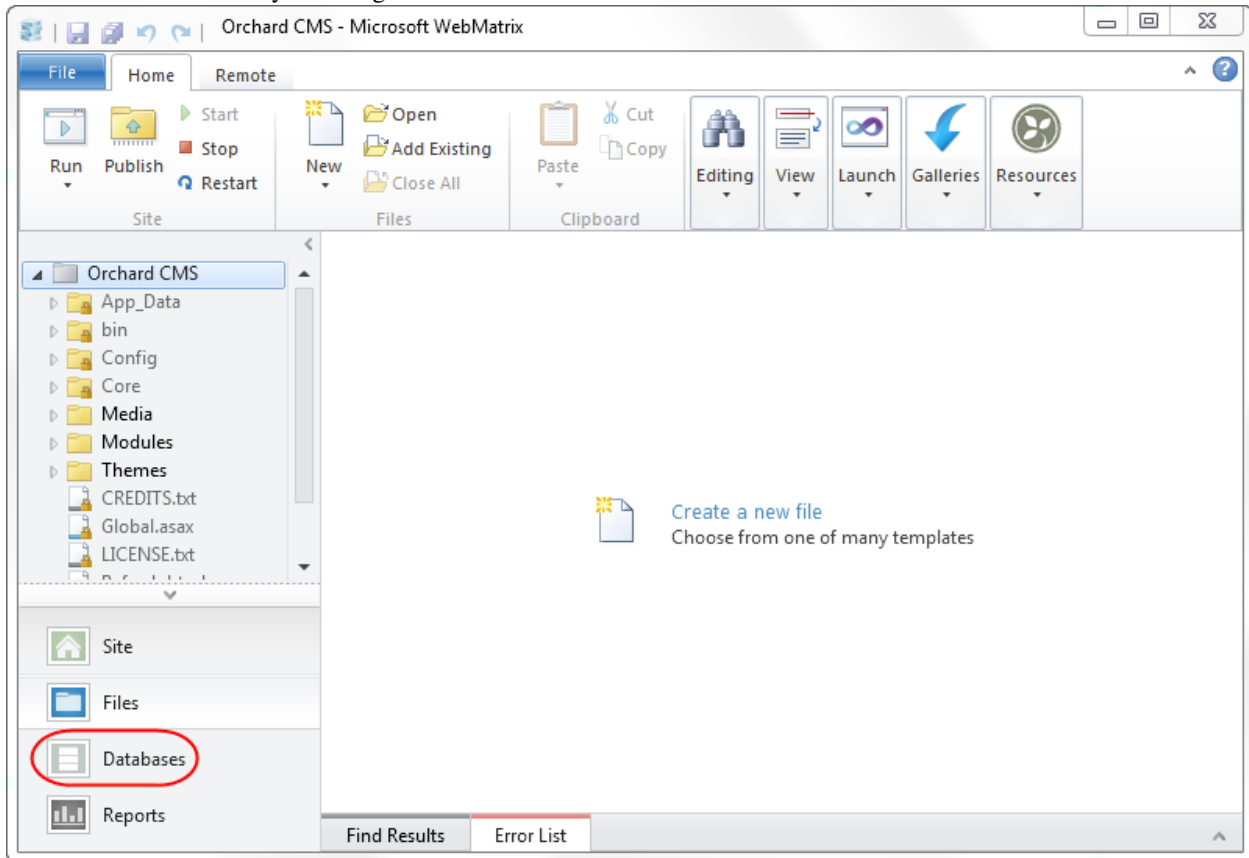 Orchard CMS - Microsoft WebMatrix
File Home Remote
Run Publish Start Stop Restart
Site
New Open Add Existing Close All
Files
Paste Cut Copy
Clipboard
Editing View Launch Galleries Resources
Orchard CMS
App_Data
bin
Config
Core
Media
Modules
Themes
CREDITS.txt
Global.asax
LICENSE.txt
Create a new file
Choose from one of many templates
Site
Files
Databases
Reports
Find Results Error List